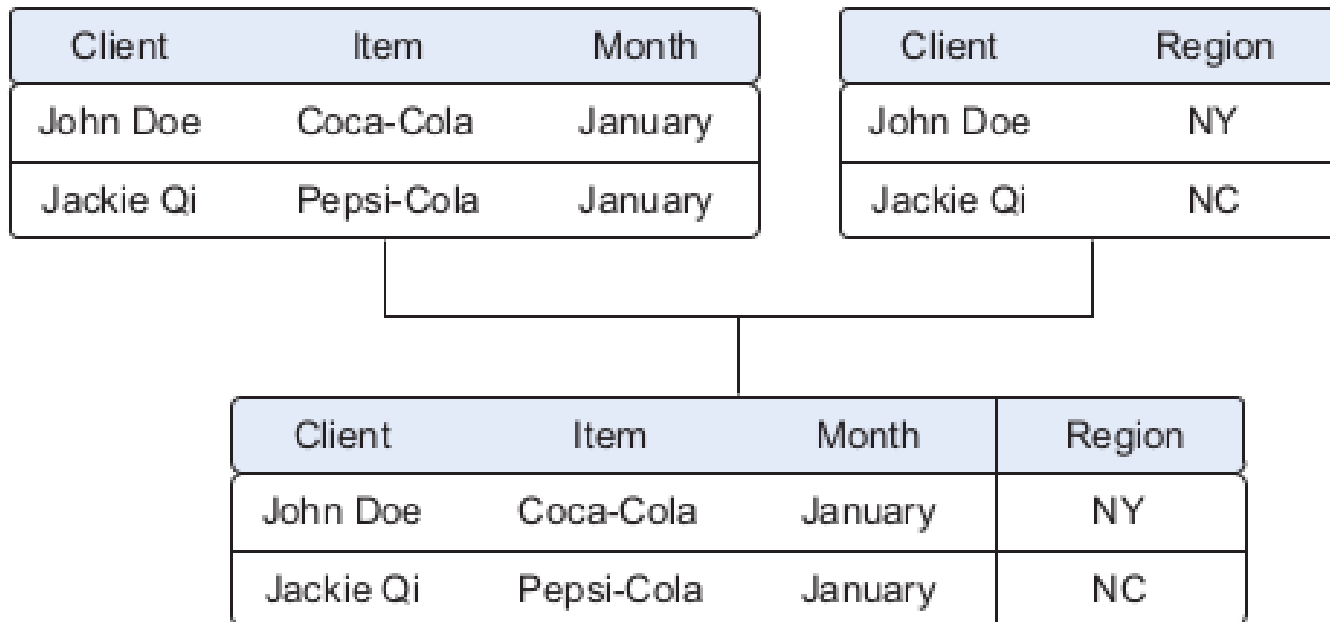 Client Item Month
John Doe Coca-Cola January
Jackie Qi Pepsi-Cola January
Client Region
John Doe NY
Jackie Qi NC
Client Item Month Region
John Doe Coca-Cola January NY
Jackie Qi Pepsi-Cola January NC